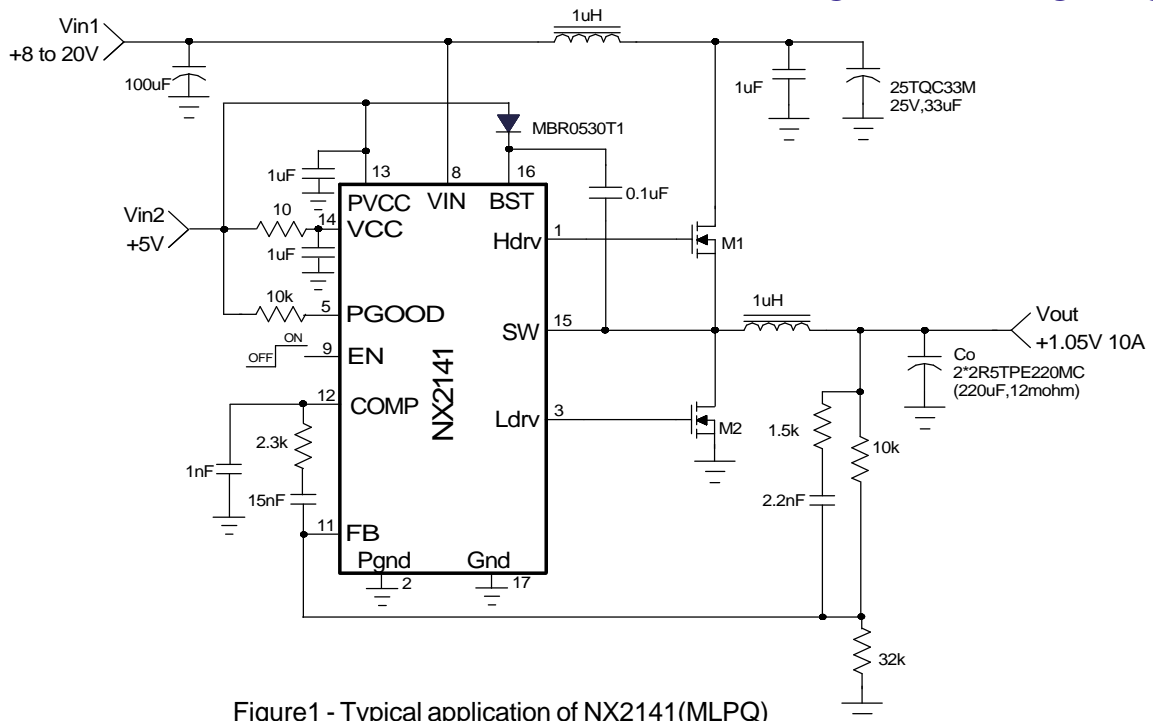 1uH
Vin1
+8 to 20V
100uF
1uF
25TQC33M
25V,33uF
MBR0530T1
1uF
13
8
16
0.1uF
PVCC
VIN
BST
Vin2
+5V
10
14
VCC
1uF
Hdrv
1
M1
10k
5
PGOOD
1uH
SW
15
Vout
+1.05V 10A
ON
OFF
9
EN
Co
2*2R5TPE220MC
(220uF,12mohm)
12
COMP
NX2141
Ldrv
3
M2
2.3k
1.5k
10k
1nF
15nF
2.2nF
11
FB
Pgnd
2
Gnd
17
32k
Figure1 - Typical application of NX2141(MLPQ)